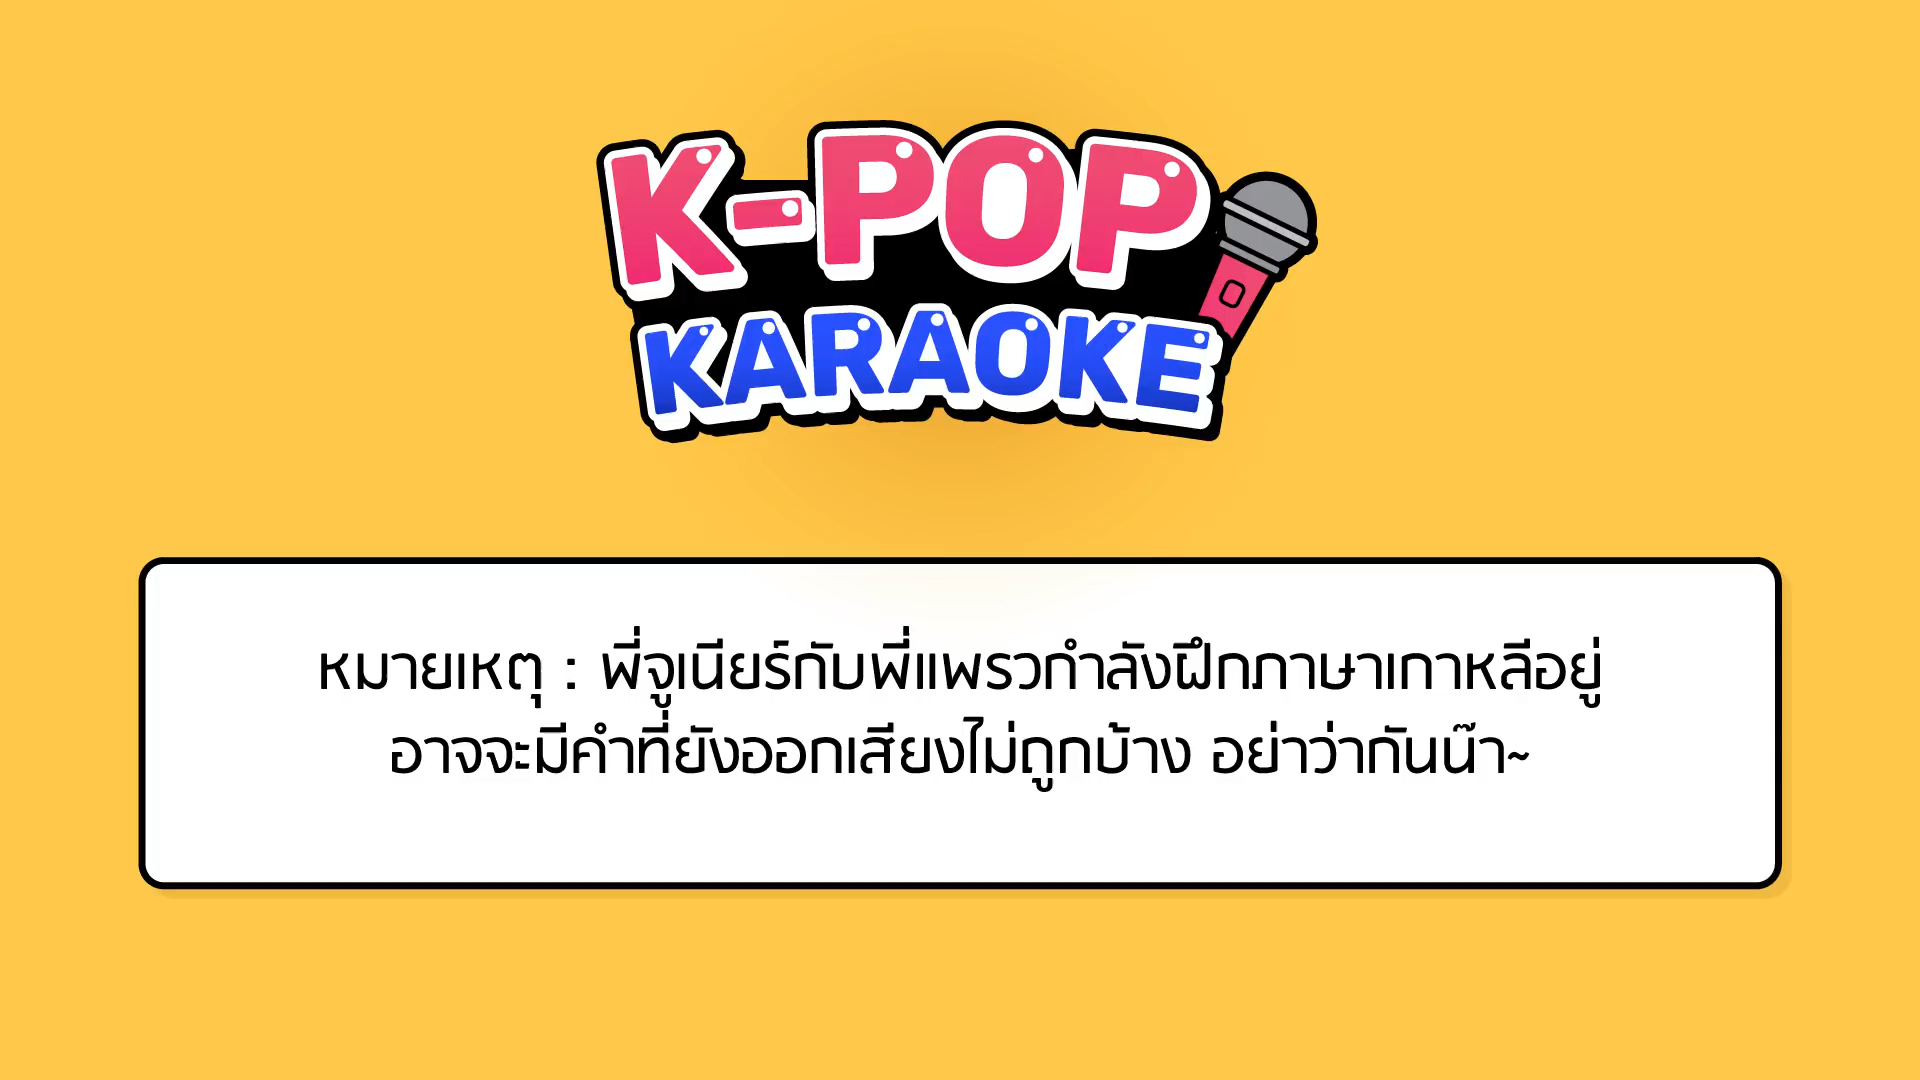 K-POP
KARAOKE
หมายเหตุ : พี่จูเนียร์กับพี่แพรวกำลังฝึกภาษาเกาหลีอยู่
อาจจะมีคำที่ยังออกเสียงไม่ถูกบ้าง อย่าว่ากันน๊า~